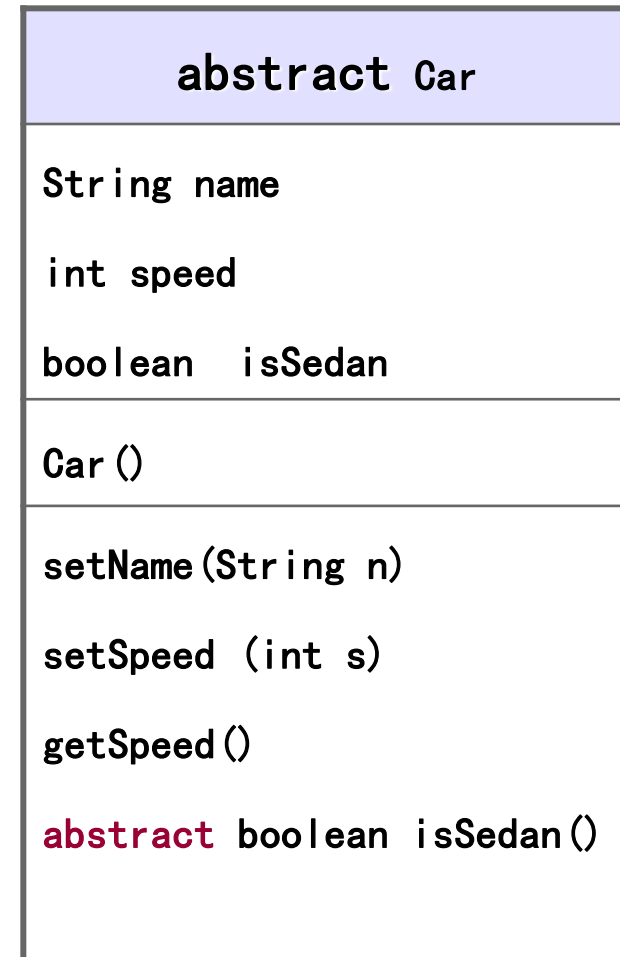 abstract Car
String name
int speed
boolean  isSedan
Car()
setName(String n)
setSpeed (int s)
getSpeed()
abstract boolean isSedan()